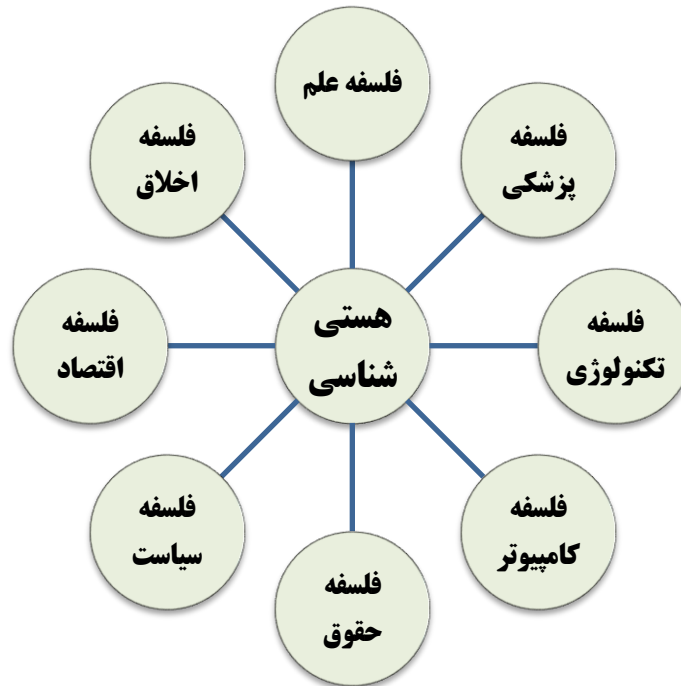 فلسفه علم
فلسفه
پزشکی
فلسفه
تکنولوژی
فلسفه
کامپیوتر
فلسفه
حقوق
فلسفه
سیاست
فلسفه
اقتصاد
فلسفه
اخلاق
هستی
شناسی